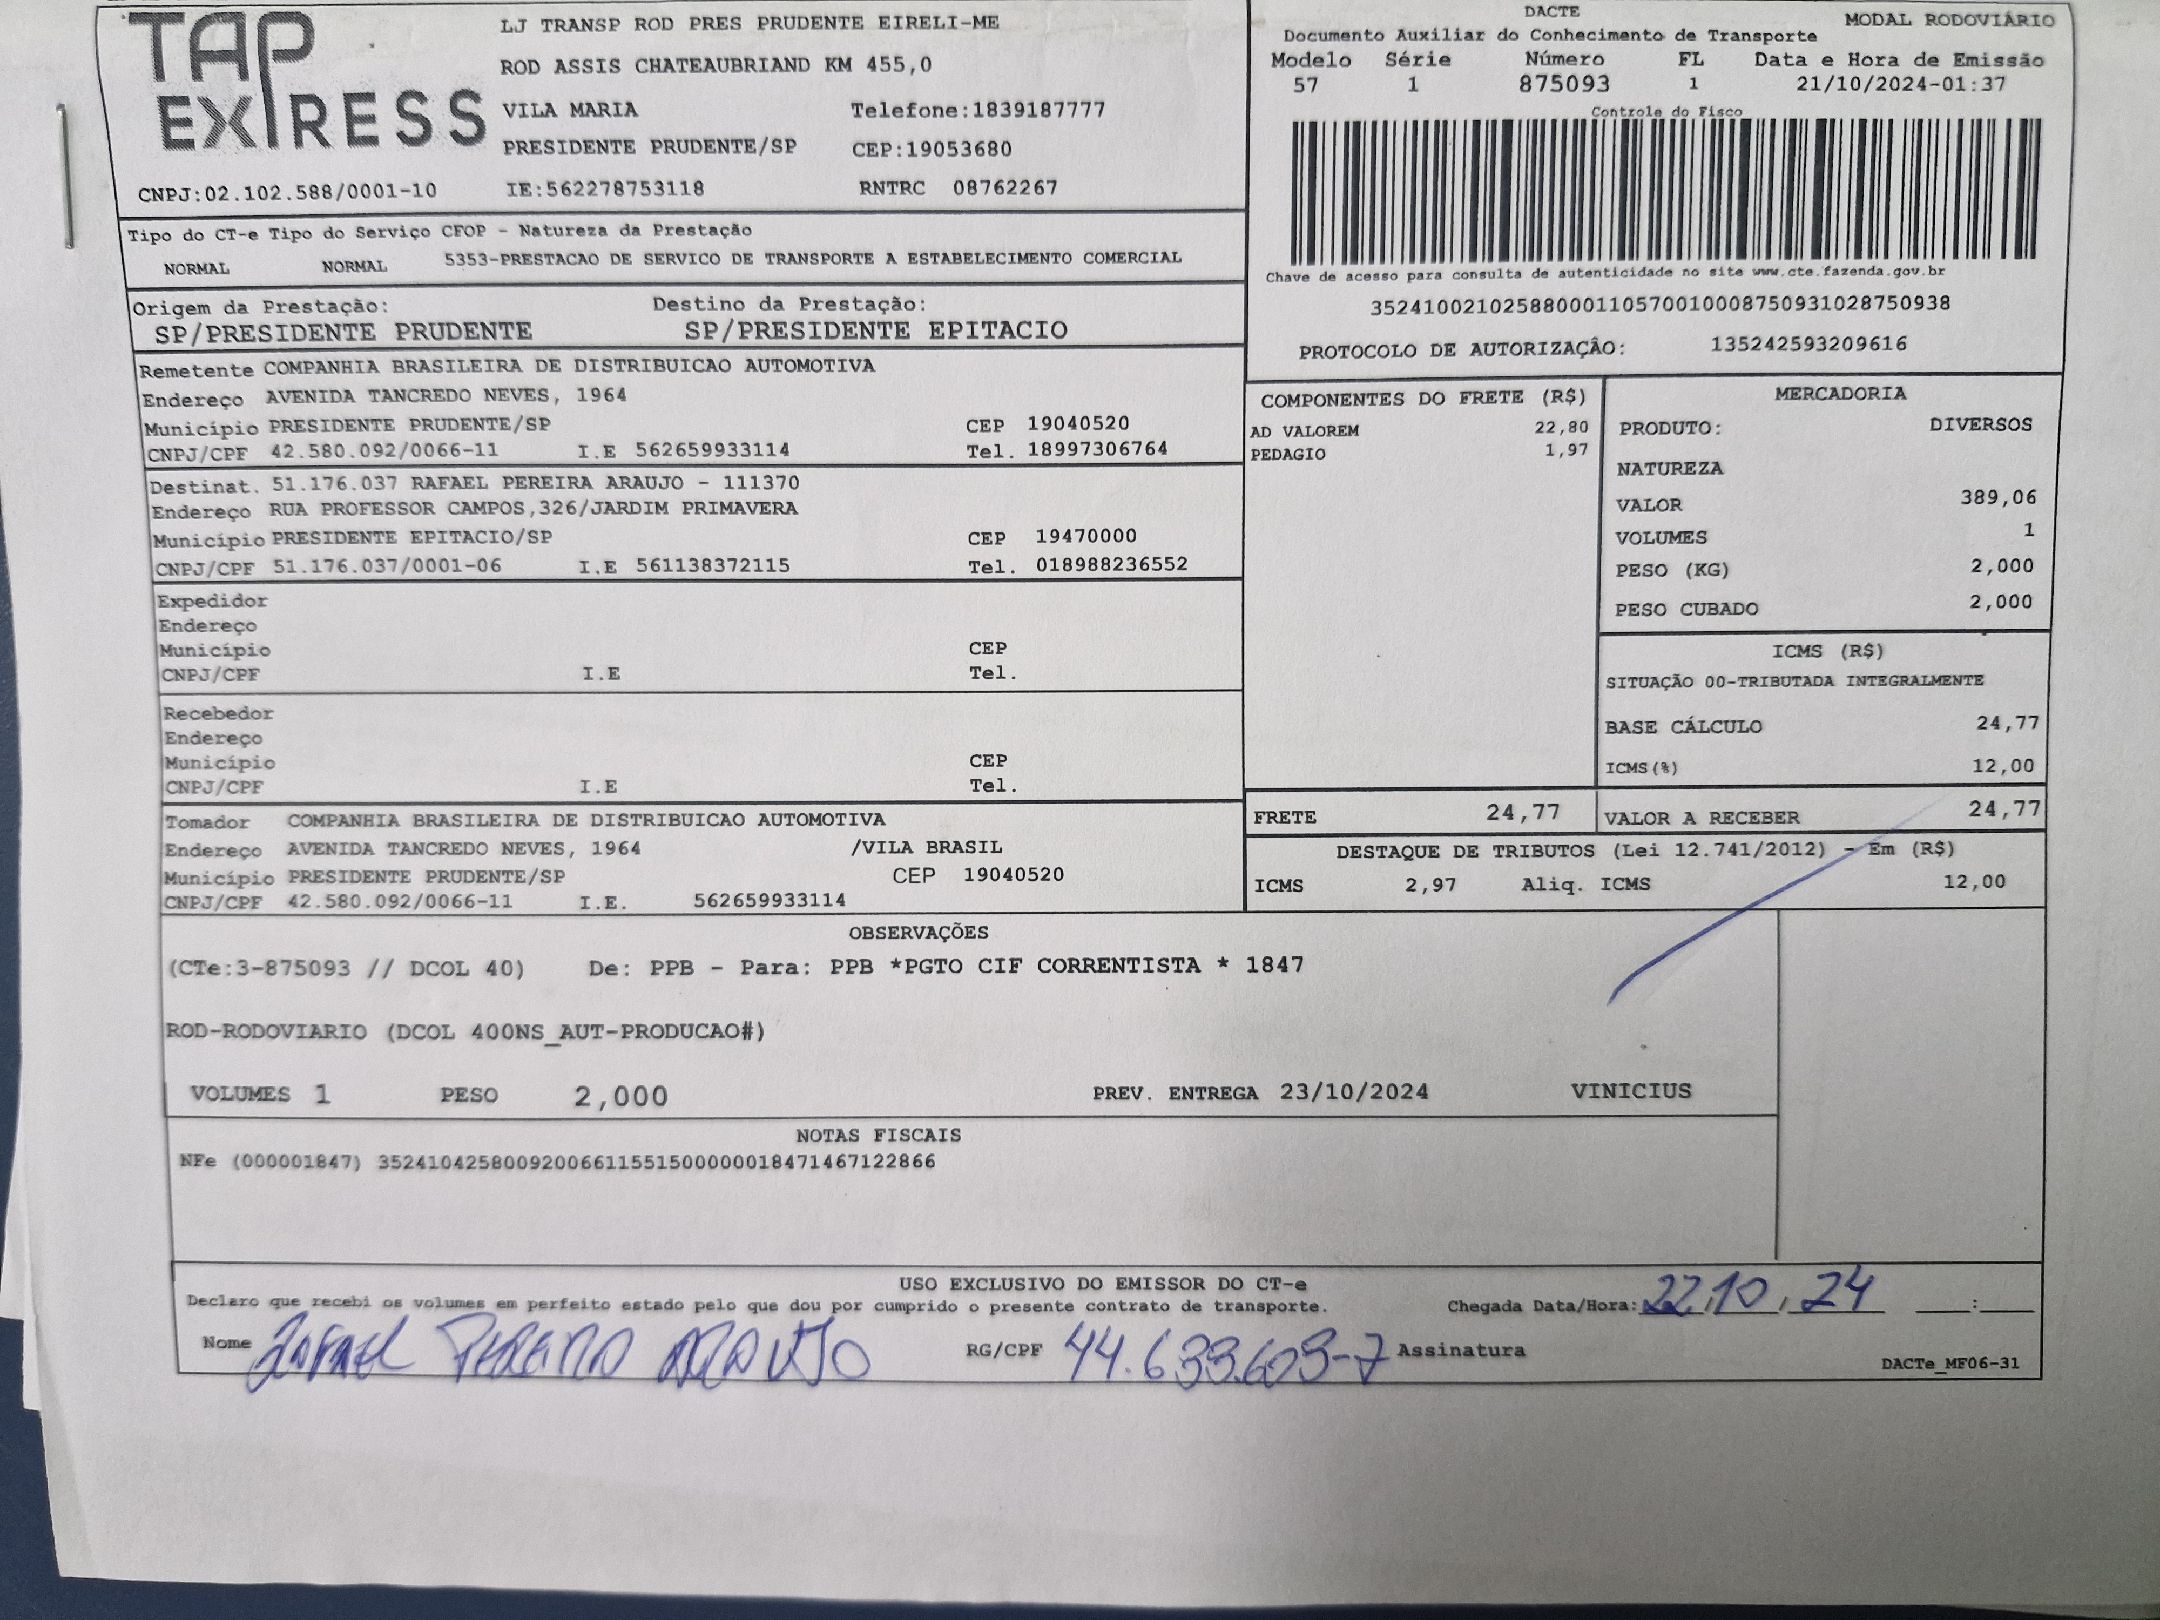 TAP EXPRESS
LJ TRANSP ROD PRES PRUDENTE EIRELI-ME
ROD ASSIS CHATEAUBRIAND KM 455,0
VILA MARIA Telefone:1839187777
PRESIDENTE PRUDENTE/SP CEP:19053680
CNPJ:02.102.588/0001-10 IE:562278753118 RNTRC 08762267
DACTE MODAL RODOVIÁRIO
Documento Auxiliar do Conhecimento de Transporte
Modelo Série Número FL Data e Hora de Emissão
57 1 875093 1 21/10/2024-01:37
Controle do Fisco
Chave de acesso para consulta de autenticidade no site www.cte.fazenda.gov.br
35241002102588000110570010008750931028750938
PROTOCOLO DE AUTORIZAÇÃO: 135242593209616
Tipo do CT-e Tipo do Serviço CFOP - Natureza da Prestação
NORMAL NORMAL 5353-PRESTACAO DE SERVICO DE TRANSPORTE A ESTABELECIMENTO COMERCIAL
Origem da Prestação: Destino da Prestação:
SP/PRESIDENTE PRUDENTE SP/PRESIDENTE EPITACIO
Remetente COMPANHIA BRASILEIRA DE DISTRIBUICAO AUTOMOTIVA
Endereço AVENIDA TANCREDO NEVES, 1964
Município PRESIDENTE PRUDENTE/SP CEP 19040520
CNPJ/CPF 42.580.092/0066-11 I.E 562659933114 Tel. 18997306764
Destinat. 51.176.037 RAFAEL PEREIRA ARAUJO - 111370
Endereço RUA PROFESSOR CAMPOS,326/JARDIM PRIMAVERA
Município PRESIDENTE EPITACIO/SP CEP 19470000
CNPJ/CPF 51.176.037/0001-06 I.E 561138372115 Tel. 018988236552
Expedidor
Endereço
Município CEP
CNPJ/CPF I.E Tel.
Recebedor
Endereço
Município CEP
CNPJ/CPF I.E Tel.
Tomador COMPANHIA BRASILEIRA DE DISTRIBUICAO AUTOMOTIVA
Endereço AVENIDA TANCREDO NEVES, 1964 /VILA BRASIL
Município PRESIDENTE PRUDENTE/SP CEP 19040520
CNPJ/CPF 42.580.092/0066-11 I.E. 562659933114
COMPONENTES DO FRETE (R$)
AD VALOREM 22,80
PEDAGIO 1,97
MERCADORIA
PRODUTO: DIVERSOS
NATUREZA
VALOR 389,06
VOLUMES 1
PESO (KG) 2,000
PESO CUBADO 2,000
ICMS (R$)
SITUAÇÃO 00-TRIBUTADA INTEGRALMENTE
BASE CÁLCULO 24,77
ICMS(%) 12,00
FRETE 24,77 VALOR A RECEBER 24,77
DESTAQUE DE TRIBUTOS (Lei 12.741/2012) - Em (R$)
ICMS 2,97 Aliq. ICMS 12,00
OBSERVAÇÕES
(CTe:3-875093 // DCOL 40) De: PPB - Para: PPB *PGTO CIF CORRENTISTA * 1847
ROD-RODOVIARIO (DCOL 400NS_AUT-PRODUCAO#)
VOLUMES 1 PESO 2,000 PREV. ENTREGA 23/10/2024 VINICIUS
NOTAS FISCAIS
NFe (000001847) 35241042580092006611551500000018471467122866
USO EXCLUSIVO DO EMISSOR DO CT-e
Declaro que recebi os volumes em perfeito estado pelo que dou por cumprido o presente contrato de transporte. Chegada Data/Hora: 22,10,24 ___:___
Nome Rafael Pereira Araujo RG/CPF 44.633.603-7 Assinatura
DACTe_MF06-31